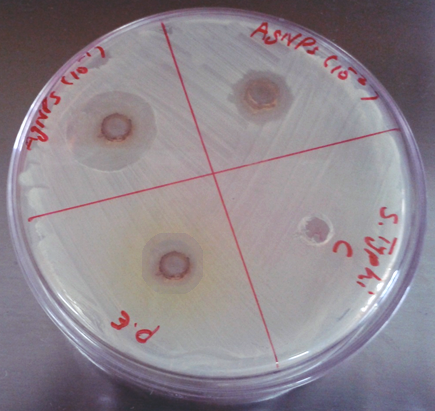 AgNPs (10⁻¹)
AgNPs (10⁻²)
S. Typhi
C
P.m